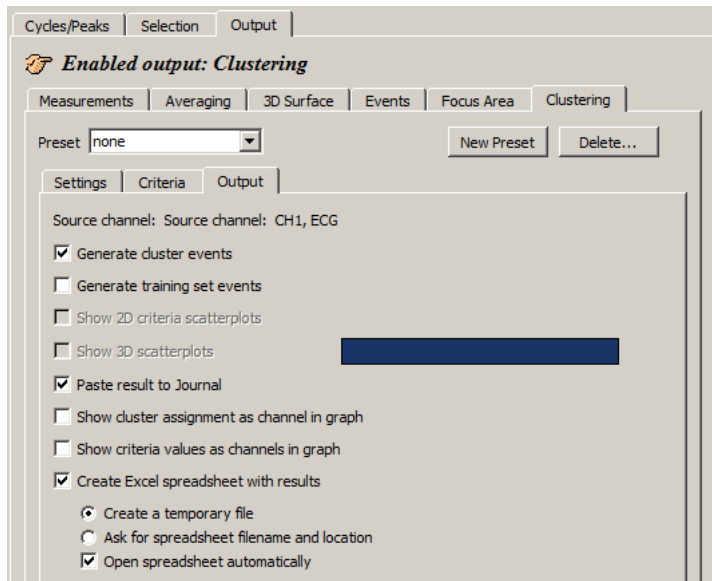 Cycles/Peaks Selection Output
Enabled output: Clustering
Measurements Averaging 3D Surface Events Focus Area Clustering
Preset none New Preset Delete...
Settings Criteria Output
Source channel: Source channel: CH1, ECG
Generate cluster events
Generate training set events
Show 2D criteria scatterplots
Show 3D scatterplots
Paste result to Journal
Show cluster assignment as channel in graph
Show criteria values as channels in graph
Create Excel spreadsheet with results
Create a temporary file
Ask for spreadsheet filename and location
Open spreadsheet automatically